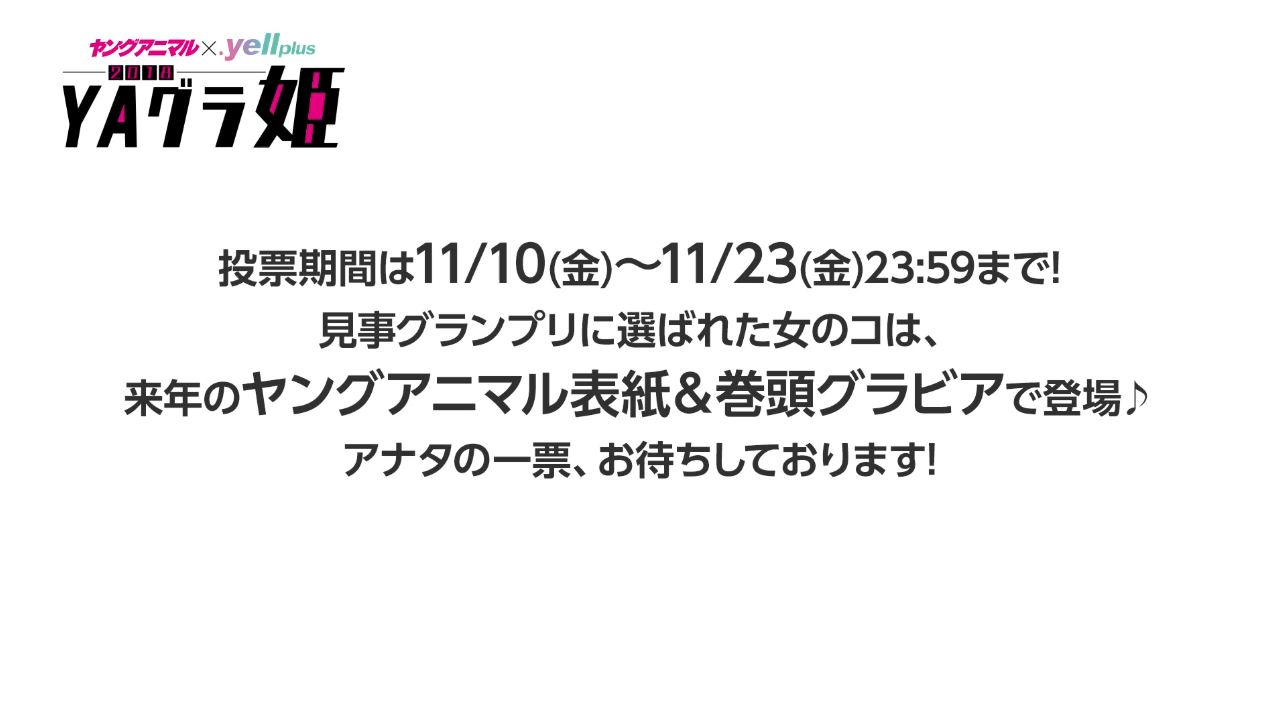 ヤングアニマル×.yell plus
2018
YAグラ姫
投票期間は11/10(金)～11/23(金)23:59まで!
見事グランプリに選ばれた女のコは、
来年のヤングアニマル表紙&巻頭グラビアで登場♪
アナタの一票、お待ちしております!